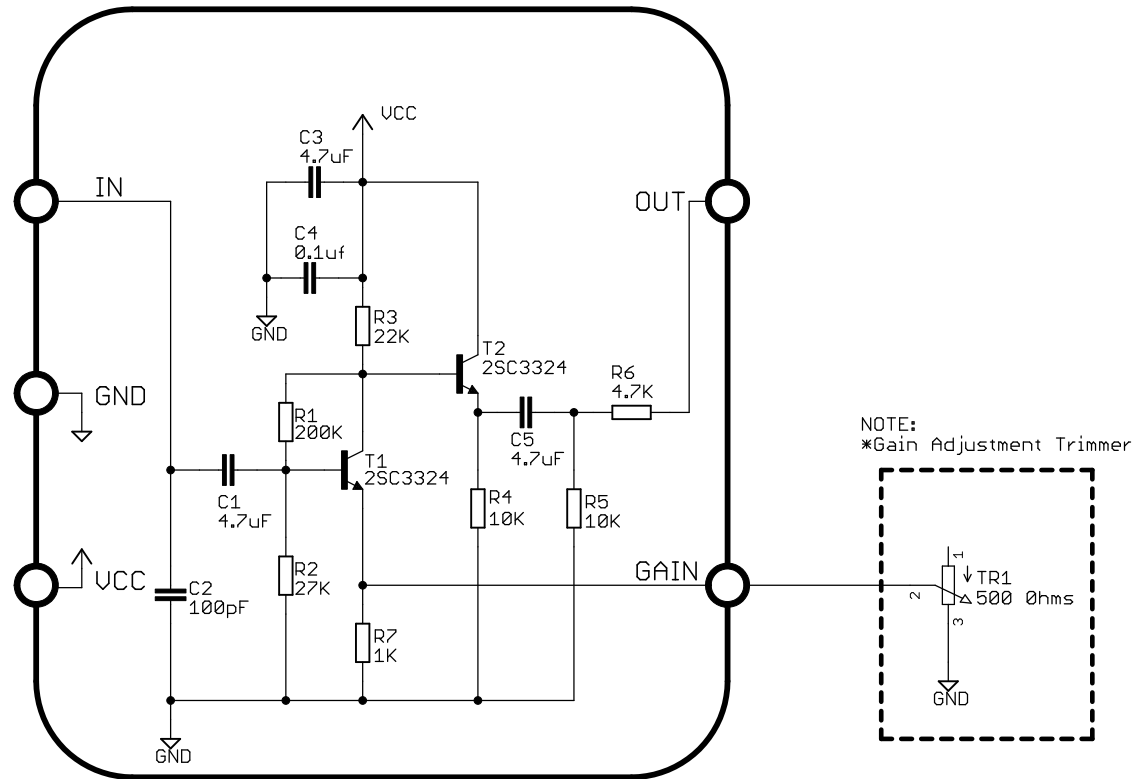 VCC
C3
4.7uF
IN
OUT
C4
0.1uf
GND
R3
22K
T2
2SC3324
R6
4.7K
GND
R1
200K
C5
4.7uF
NOTE:
*Gain Adjustment Trimmer
T1
2SC3324
C1
4.7uF
R4
10K
R5
10K
VCC
C2
100pF
R2
27K
GAIN
1
TR1
500 Ohms
2
3
R7
1K
GND
GND